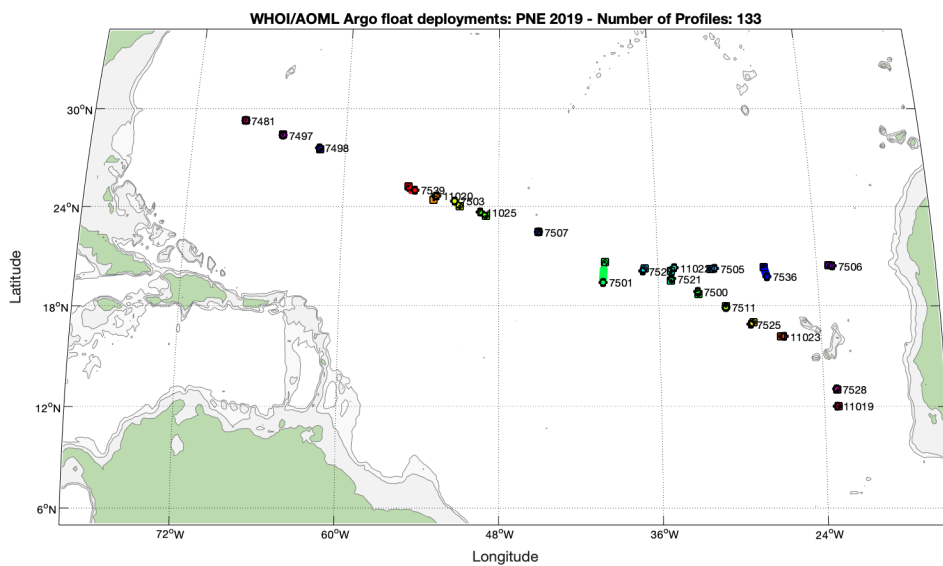 WHOI/AOML Argo float deployments: PNE 2019 - Number of Profiles: 133
30°N
7481
7497
7498
7529
11020
7503
24°N
11025
7507
11022
7505
7506
7521
7536
7501
7500
18°N
7511
7525
11023
7528
12°N
11019
6°N
72°W
60°W
48°W
36°W
24°W
Latitude
Longitude